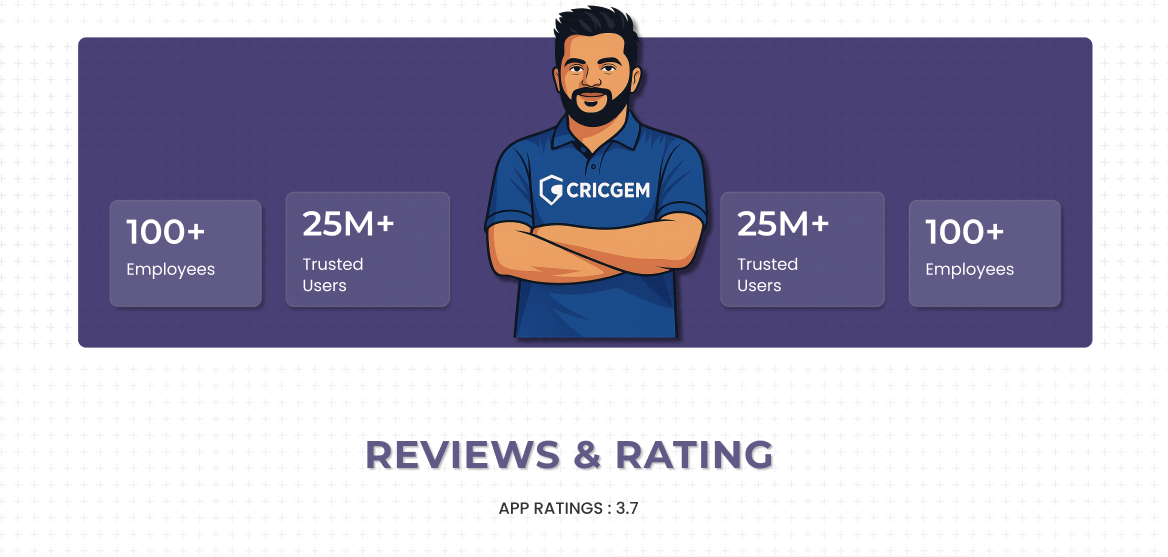 CRICGEM
100+
Employees
25M+
Trusted
Users
25M+
Trusted
Users
100+
Employees
REVIEWS & RATING
APP RATINGS : 3.7